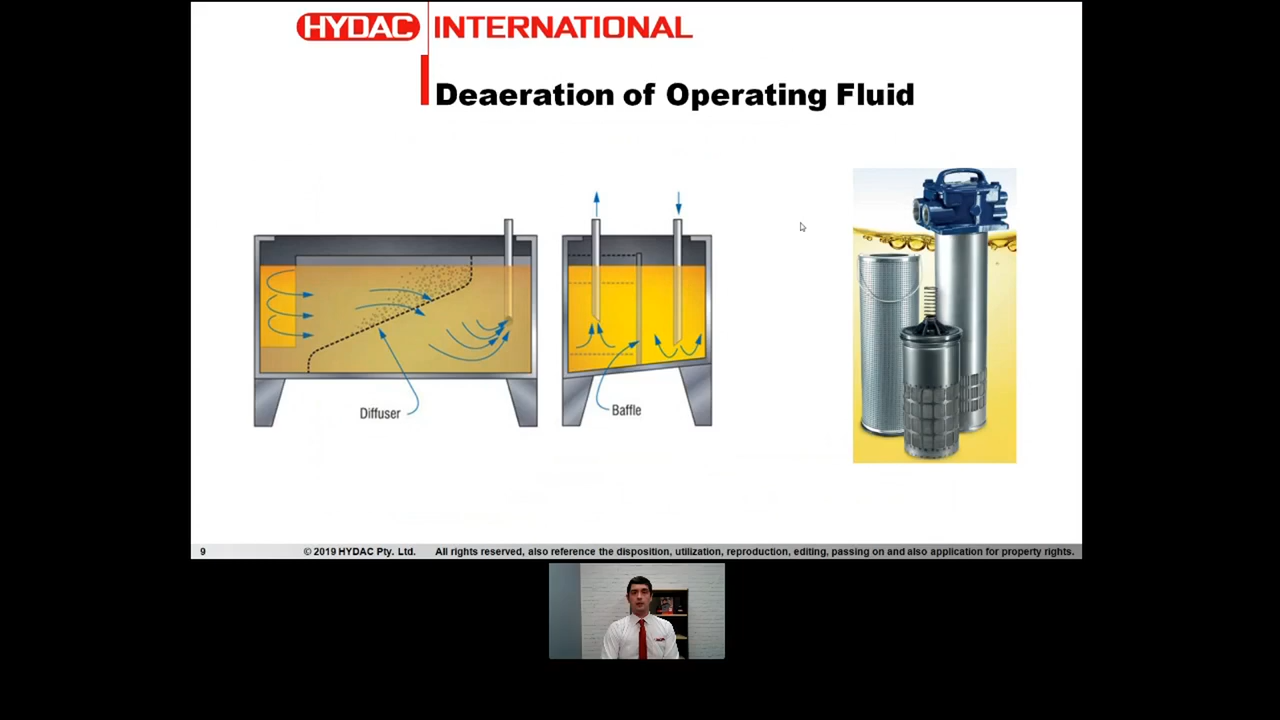 HYDAC INTERNATIONAL
Deaeration of Operating Fluid
Diffuser
Baffle
9 © 2019 HYDAC Pty. Ltd. All rights reserved, also reference the disposition, utilization, reproduction, editing, passing on and also application for property rights.